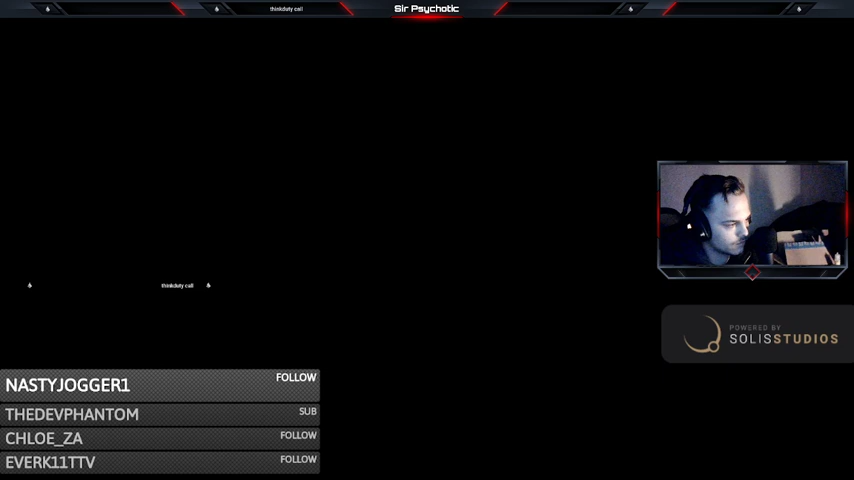 thinkduty call
Sir Psychotic
thinkduty call
POWERED BY
SOLISSTUDIOS
NASTYJOGGER1 FOLLOW
THEDEVPHANTOM SUB
CHLOE_ZA FOLLOW
EVERK11TTV FOLLOW